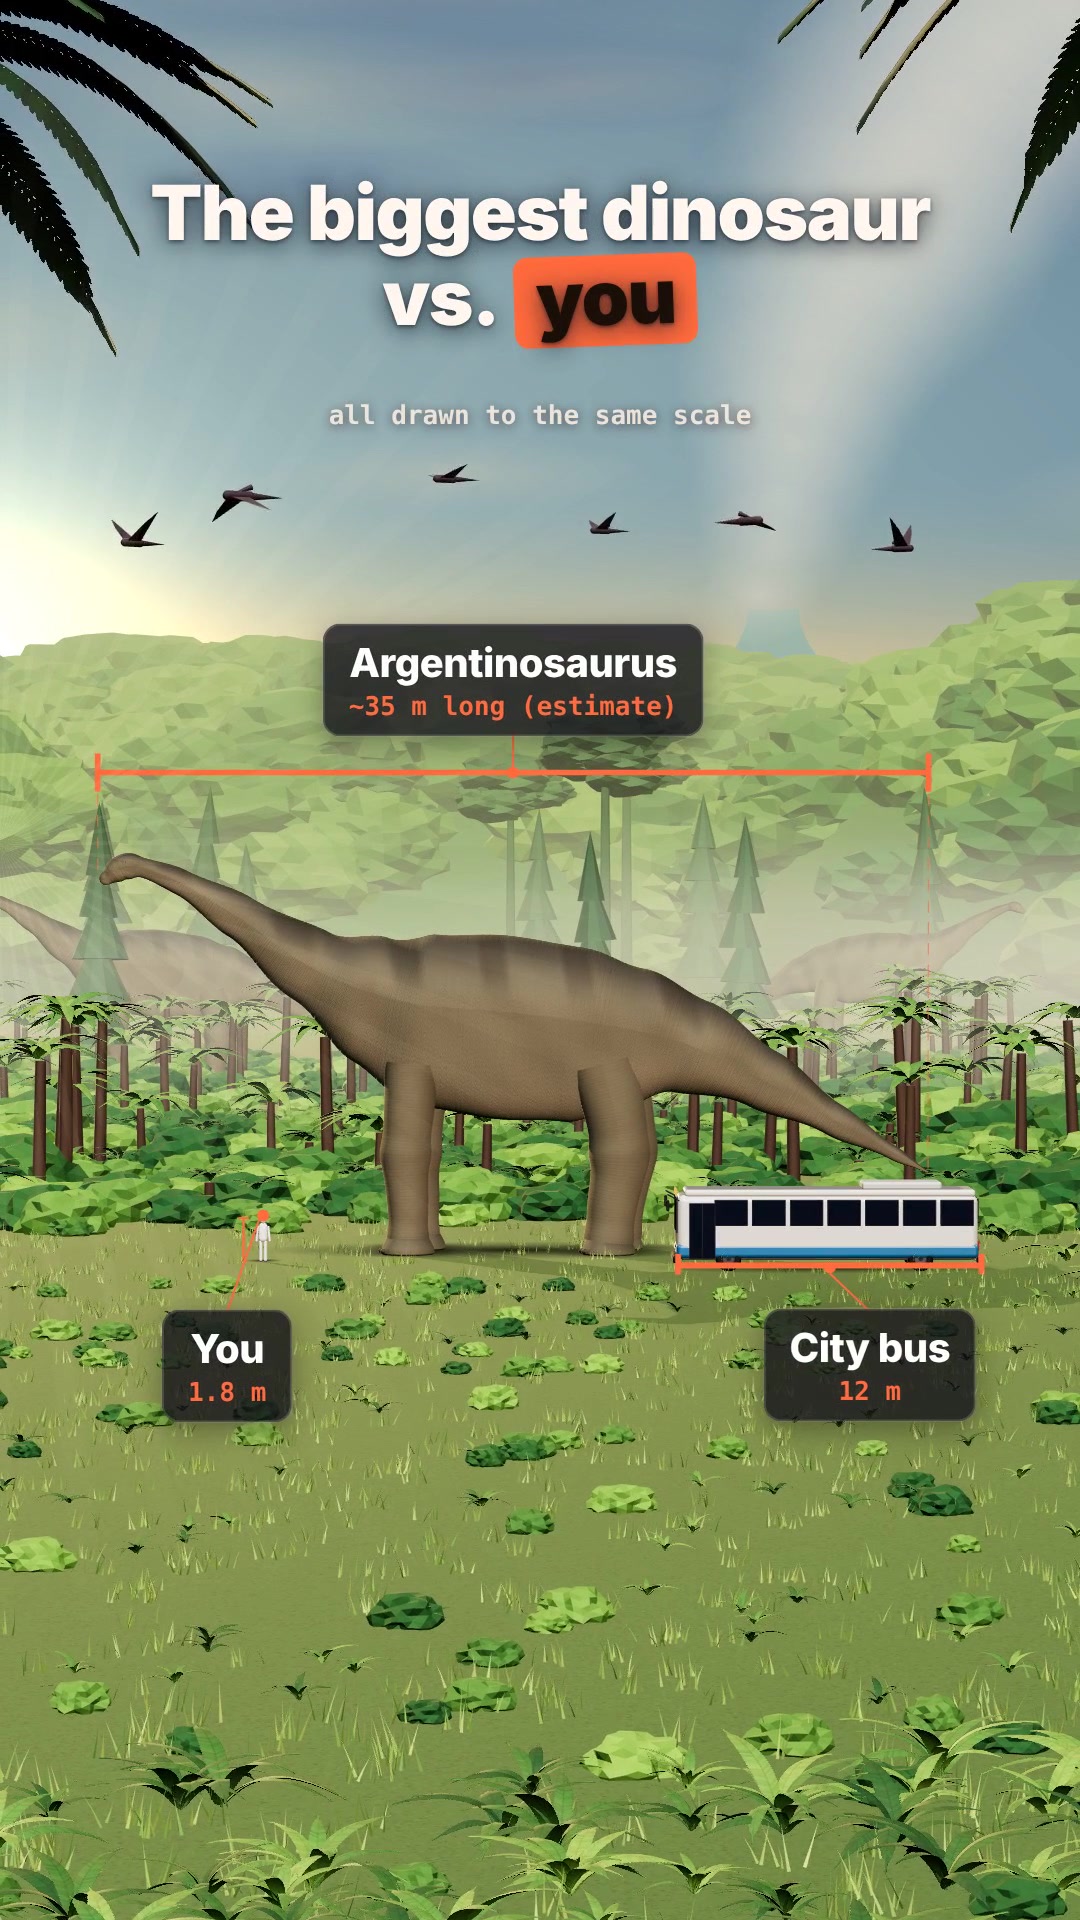 The biggest dinosaur
vs. you
all drawn to the same scale
Argentinosaurus
~35 m long (estimate)
You
1.8 m
City bus
12 m